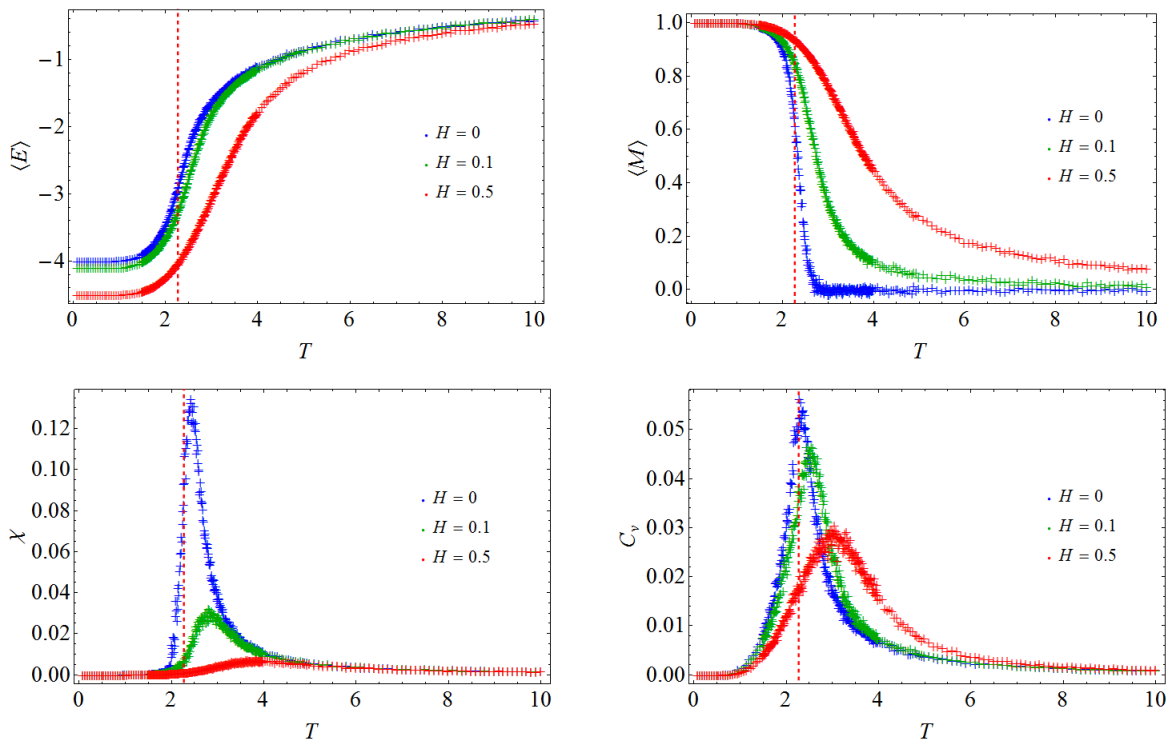 ⟨E⟩
-1
-2
-3
-4
0 2 4 6 8 10
T
H = 0
H = 0.1
H = 0.5
⟨M⟩
1.0
0.8
0.6
0.4
0.2
0.0
0 2 4 6 8 10
T
H = 0
H = 0.1
H = 0.5
χ
0.12
0.10
0.08
0.06
0.04
0.02
0.00
0 2 4 6 8 10
T
H = 0
H = 0.1
H = 0.5
C_v
0.05
0.04
0.03
0.02
0.01
0.00
0 2 4 6 8 10
T
H = 0
H = 0.1
H = 0.5